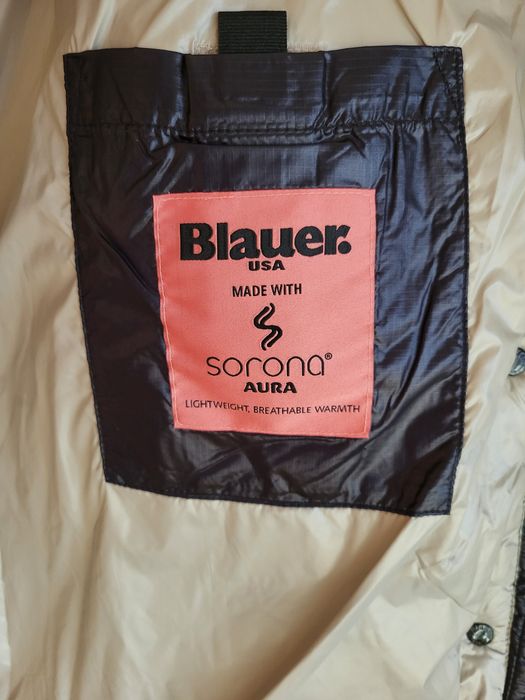 Blauer.
USA
MADE WITH
sorona®
AURA
LIGHTWEIGHT, BREATHABLE WARMTH